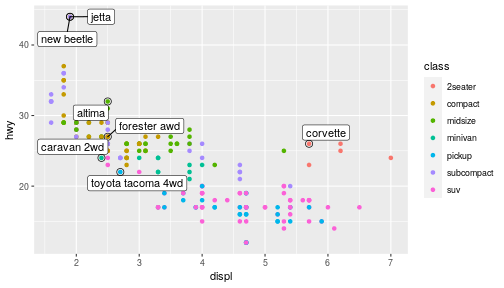 jetta
new beetle
altima
forester awd
caravan 2wd
toyota tacoma 4wd
corvette
40
30
20
hwy
2
3
4
5
6
7
displ
class
2seater
compact
midsize
minivan
pickup
subcompact
suv